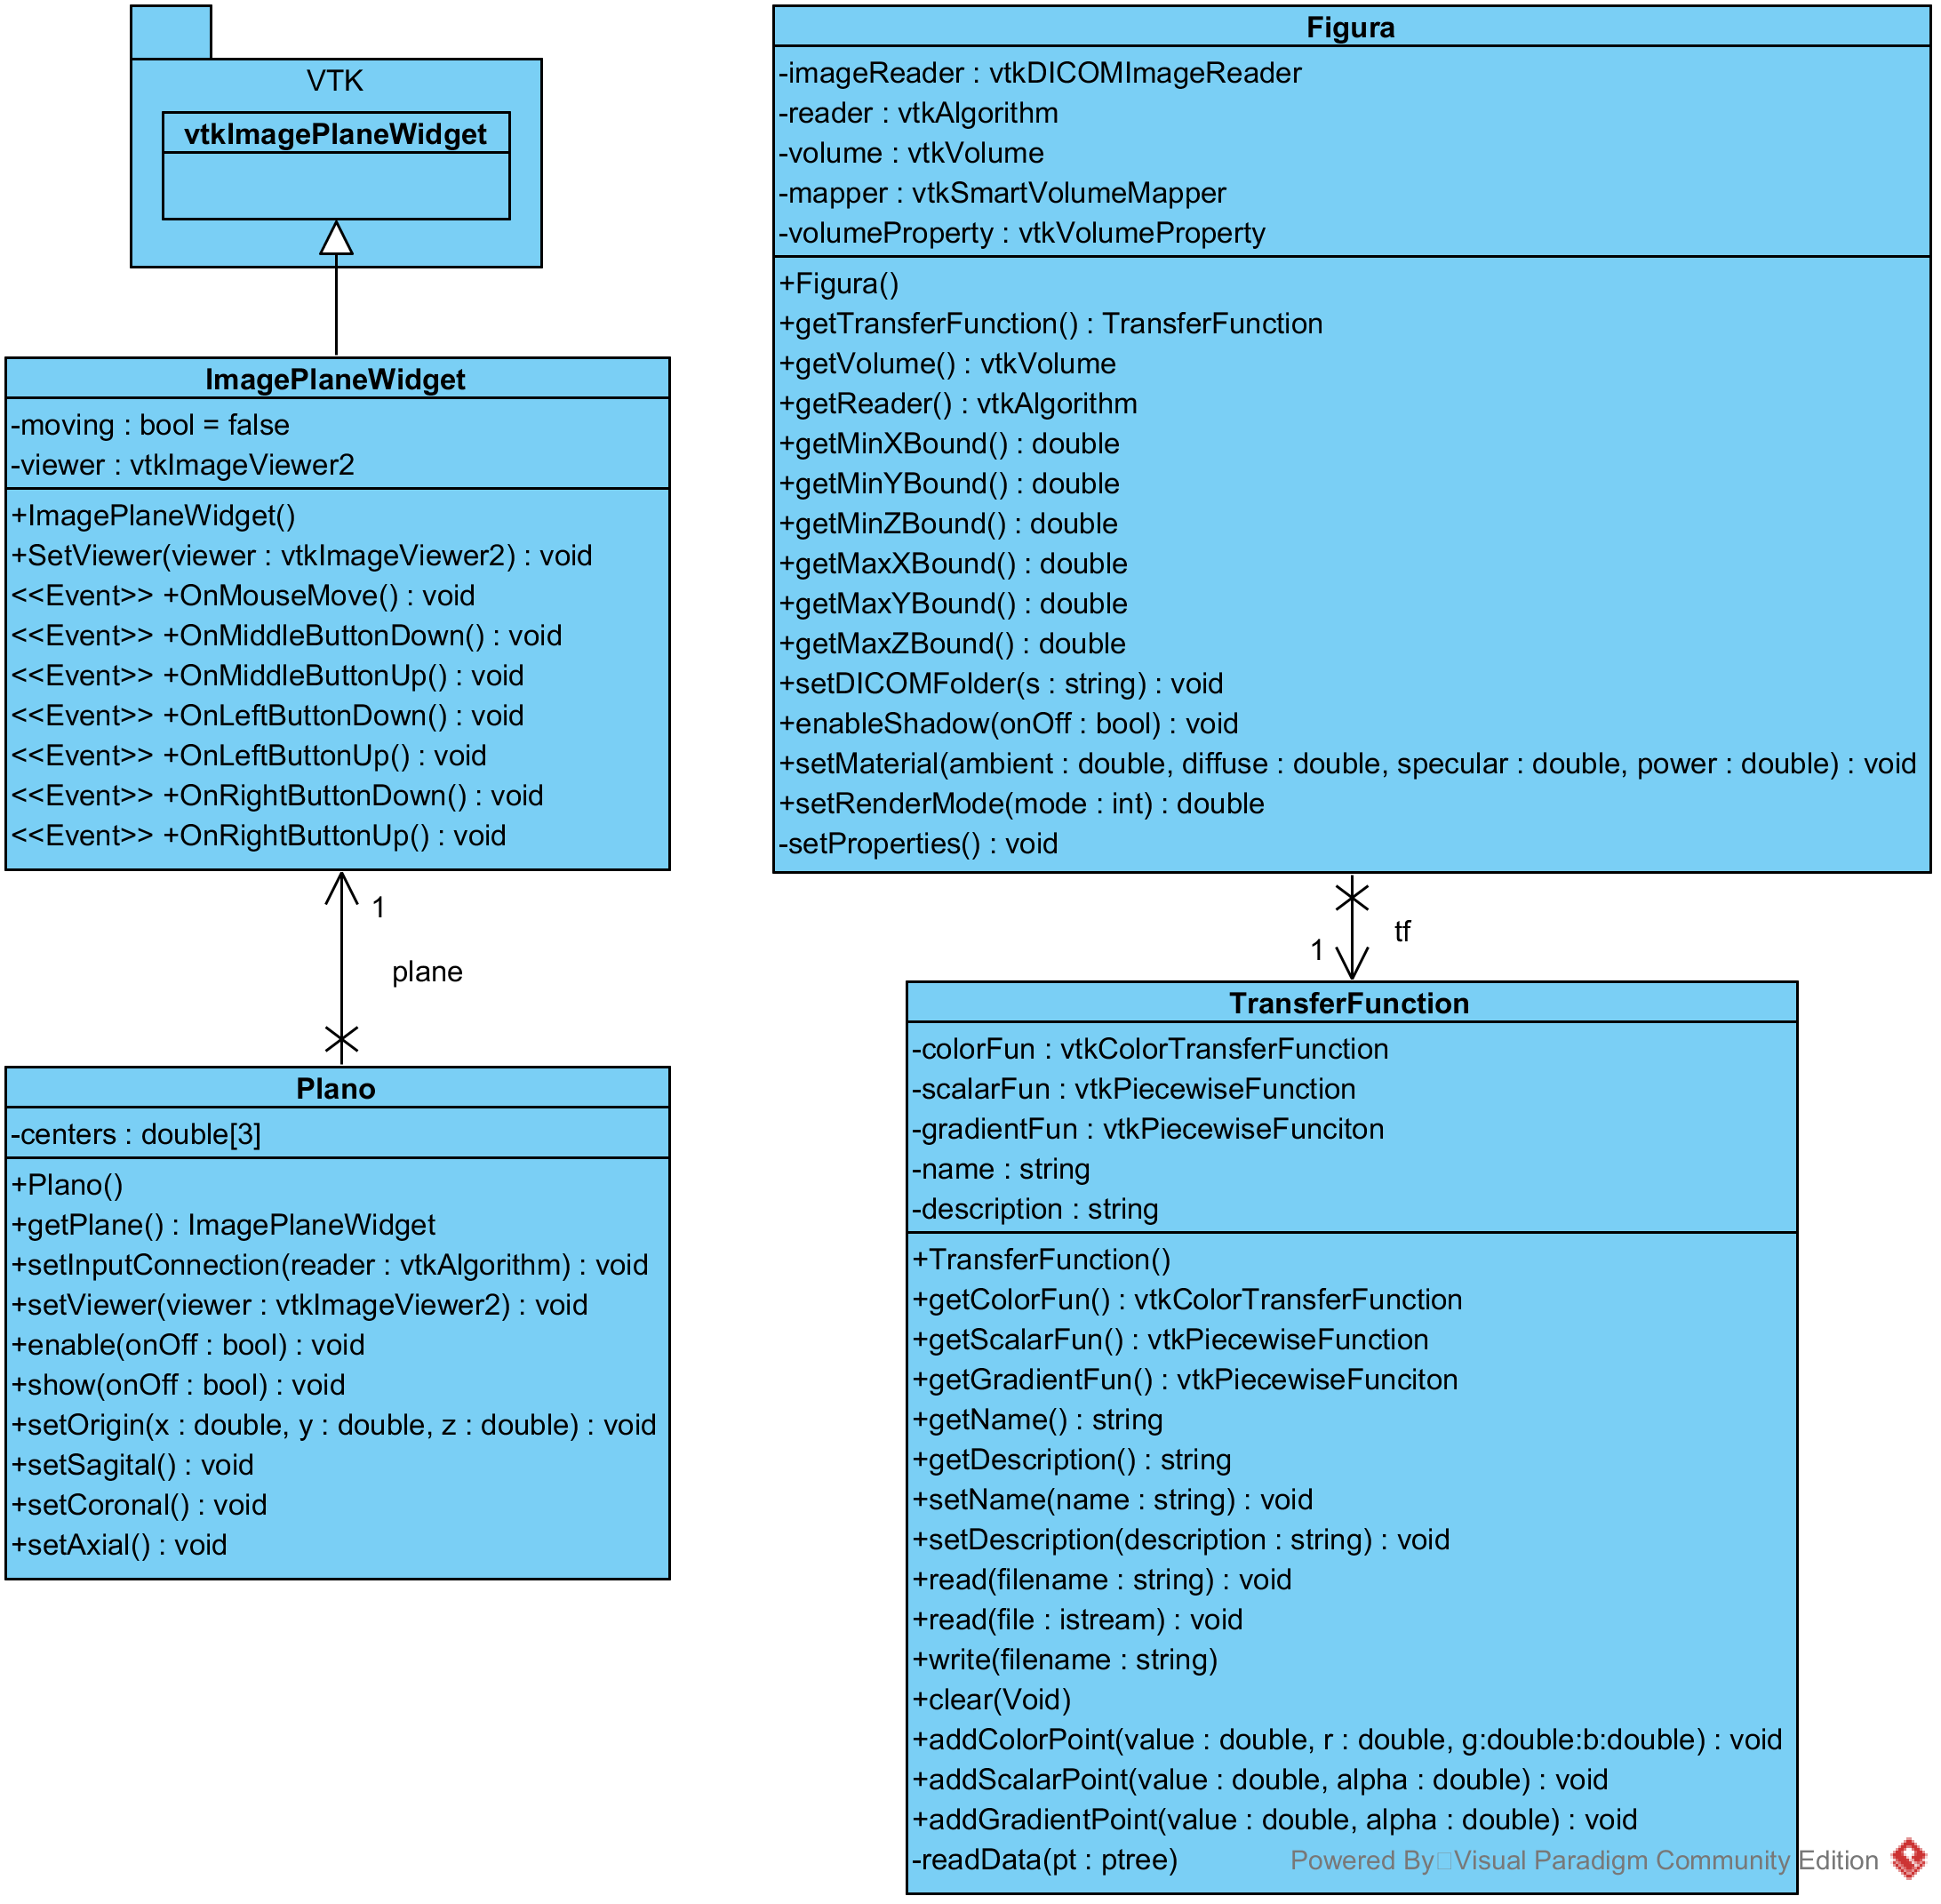 VTK
vtkImagePlaneWidget
ImagePlaneWidget
-moving : bool = false
-viewer : vtkImageViewer2
+ImagePlaneWidget()
+SetViewer(viewer : vtkImageViewer2) : void
<<Event>> +OnMouseMove() : void
<<Event>> +OnMiddleButtonDown() : void
<<Event>> +OnMiddleButtonUp() : void
<<Event>> +OnLeftButtonDown() : void
<<Event>> +OnLeftButtonUp() : void
<<Event>> +OnRightButtonDown() : void
<<Event>> +OnRightButtonUp() : void
1
plane
Plano
-centers : double[3]
+Plano()
+getPlane() : ImagePlaneWidget
+setInputConnection(reader : vtkAlgorithm) : void
+setViewer(viewer : vtkImageViewer2) : void
+enable(onOff : bool) : void
+show(onOff : bool) : void
+setOrigin(x : double, y : double, z : double) : void
+setSagital() : void
+setCoronal() : void
+setAxial() : void
Figura
-imageReader : vtkDICOMImageReader
-reader : vtkAlgorithm
-volume : vtkVolume
-mapper : vtkSmartVolumeMapper
-volumeProperty : vtkVolumeProperty
+Figura()
+getTransferFunction() : TransferFunction
+getVolume() : vtkVolume
+getReader() : vtkAlgorithm
+getMinXBound() : double
+getMinYBound() : double
+getMinZBound() : double
+getMaxXBound() : double
+getMaxYBound() : double
+getMaxZBound() : double
+setDICOMFolder(s : string) : void
+enableShadow(onOff : bool) : void
+setMaterial(ambient : double, diffuse : double, specular : double, power : double) : void
+setRenderMode(mode : int) : double
-setProperties() : void
tf
1
TransferFunction
-colorFun : vtkColorTransferFunction
-scalarFun : vtkPiecewiseFunction
-gradientFun : vtkPiecewiseFunciton
-name : string
-description : string
+TransferFunction()
+getColorFun() : vtkColorTransferFunction
+getScalarFun() : vtkPiecewiseFunction
+getGradientFun() : vtkPiecewiseFunciton
+getName() : string
+getDescription() : string
+setName(name : string) : void
+setDescription(description : string) : void
+read(filename : string) : void
+read(file : istream) : void
+write(filename : string)
+clear(Void)
+addColorPoint(value : double, r : double, g:double:b:double) : void
+addScalarPoint(value : double, alpha : double) : void
+addGradientPoint(value : double, alpha : double) : void
-readData(pt : ptree)
Powered By□Visual Paradigm Community Edition